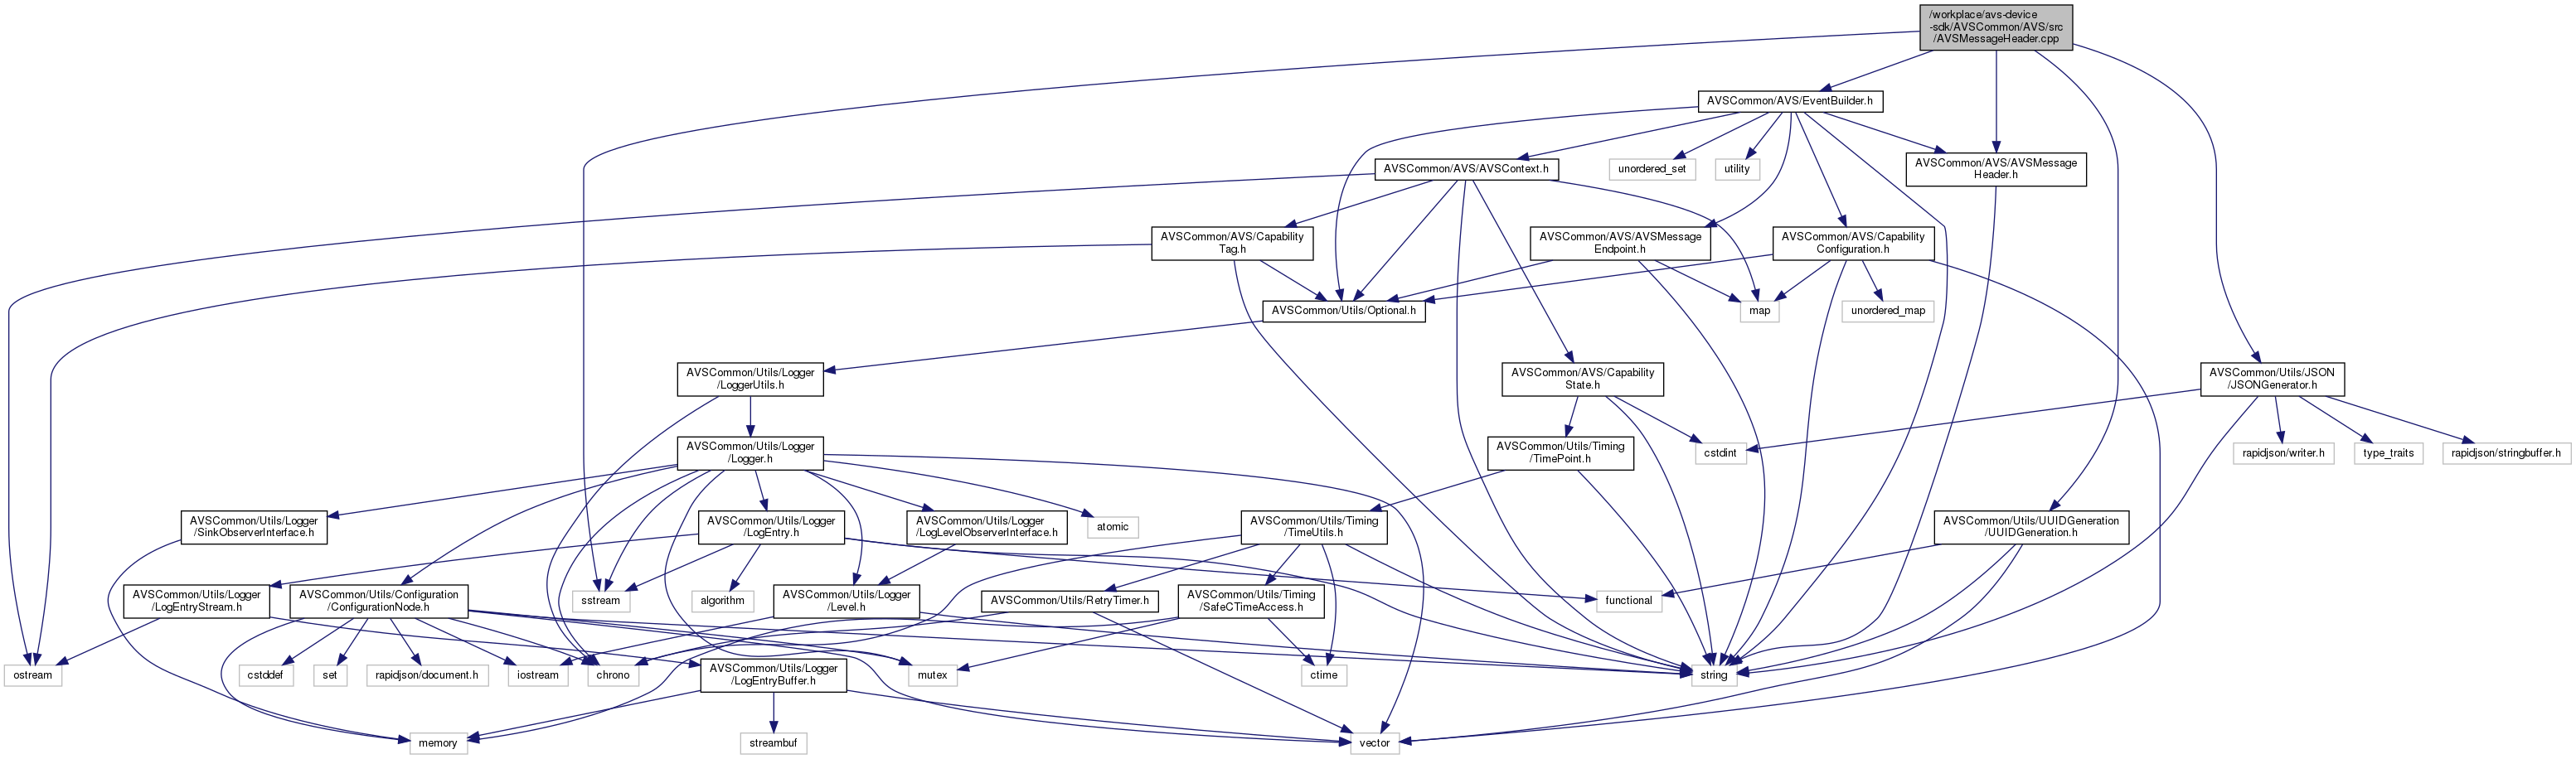 /workplace/avs-device
-sdk/AVSCommon/AVS/src
/AVSMessageHeader.cpp
AVSCommon/AVS/EventBuilder.h
AVSCommon/AVS/AVSContext.h
unordered_set
utility
AVSCommon/AVS/AVSMessage
Header.h
AVSCommon/AVS/Capability
Tag.h
AVSCommon/AVS/AVSMessage
Endpoint.h
AVSCommon/AVS/Capability
Configuration.h
AVSCommon/Utils/Optional.h
map
unordered_map
AVSCommon/Utils/Logger
/LoggerUtils.h
AVSCommon/AVS/Capability
State.h
AVSCommon/Utils/JSON
/JSONGenerator.h
AVSCommon/Utils/Logger
/Logger.h
AVSCommon/Utils/Timing
/TimePoint.h
cstdint
rapidjson/writer.h
type_traits
rapidjson/stringbuffer.h
AVSCommon/Utils/Logger
/SinkObserverInterface.h
AVSCommon/Utils/Logger
/LogEntry.h
AVSCommon/Utils/Logger
/LogLevelObserverInterface.h
atomic
AVSCommon/Utils/Timing
/TimeUtils.h
AVSCommon/Utils/UUIDGeneration
/UUIDGeneration.h
AVSCommon/Utils/Logger
/LogEntryStream.h
AVSCommon/Utils/Configuration
/ConfigurationNode.h
sstream
algorithm
AVSCommon/Utils/Logger
/Level.h
AVSCommon/Utils/RetryTimer.h
AVSCommon/Utils/Timing
/SafeCTimeAccess.h
functional
ostream
cstddef
set
rapidjson/document.h
iostream
chrono
AVSCommon/Utils/Logger
/LogEntryBuffer.h
mutex
ctime
string
memory
streambuf
vector